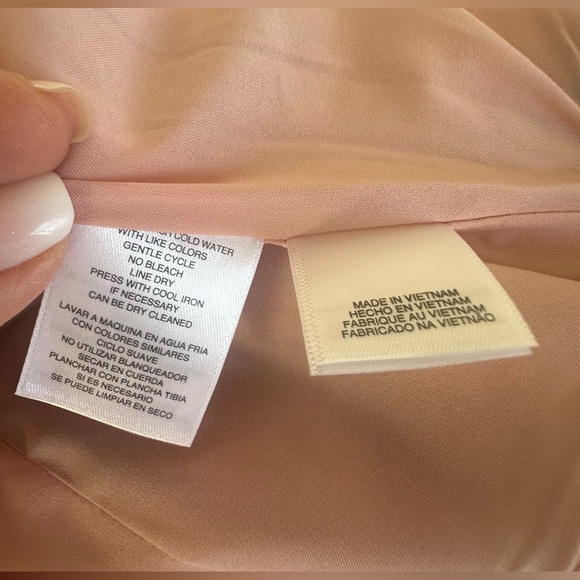 COLD WATER
WITH LIKE COLORS
GENTLE CYCLE
NO BLEACH
LINE DRY
PRESS WITH COOL IRON
IF NECESSARY
CAN BE DRY CLEANED
LAVAR A MAQUINA EN AGUA FRIA
CON COLORES SIMILARES
CICLO SUAVE
NO UTILIZAR BLANQUEADOR
SECAR EN CUERDA
PLANCHAR CON PLANCHA TIBIA
SI ES NECESARIO
SE PUEDE LIMPIAR EN SECO
MADE IN VIETNAM
HECHO EN VIETNAM
FABRIQUE AU VIETNAM
FABRICADO NA VIETNÃO